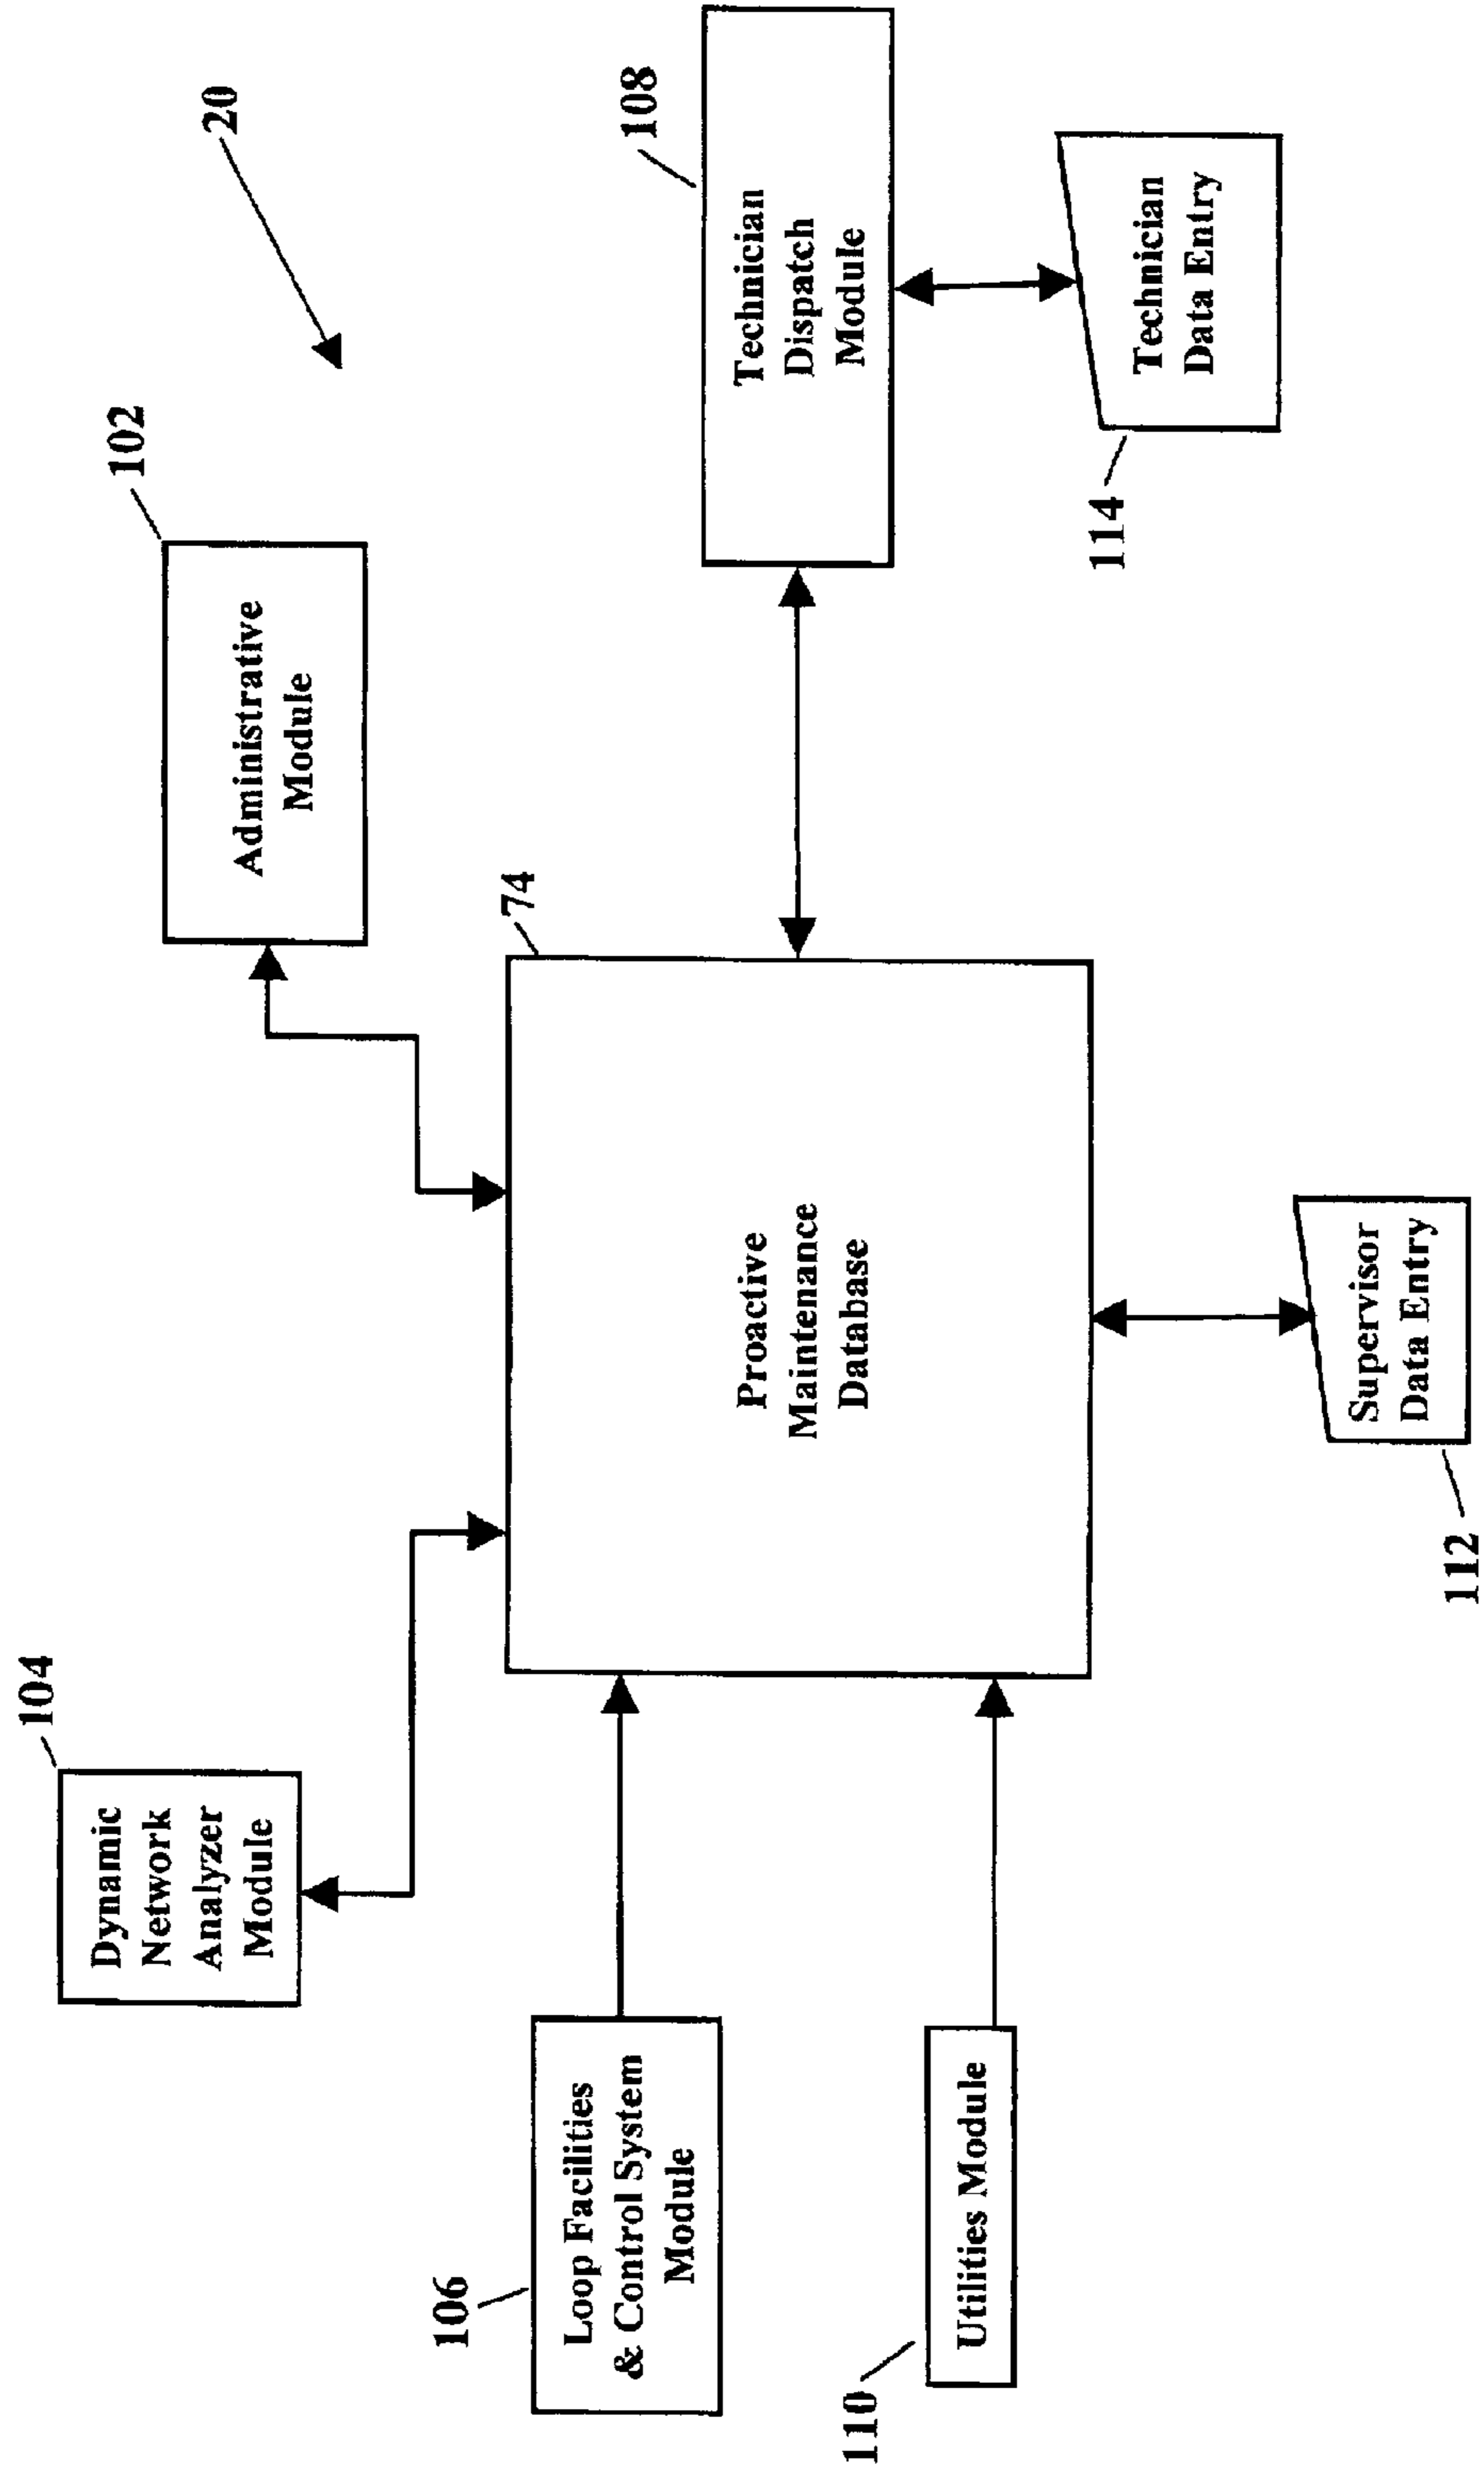 104
Dynamic
Network
Analyzer
Module
102
Administrative
Module
20
106
Loop Facilities
& Control System
Module
74
Proactive
Maintenance
Database
108
Technician
Dispatch
Module
110
Utilities Module
112
Supervisor
Data Entry
114
Technician
Data Entry